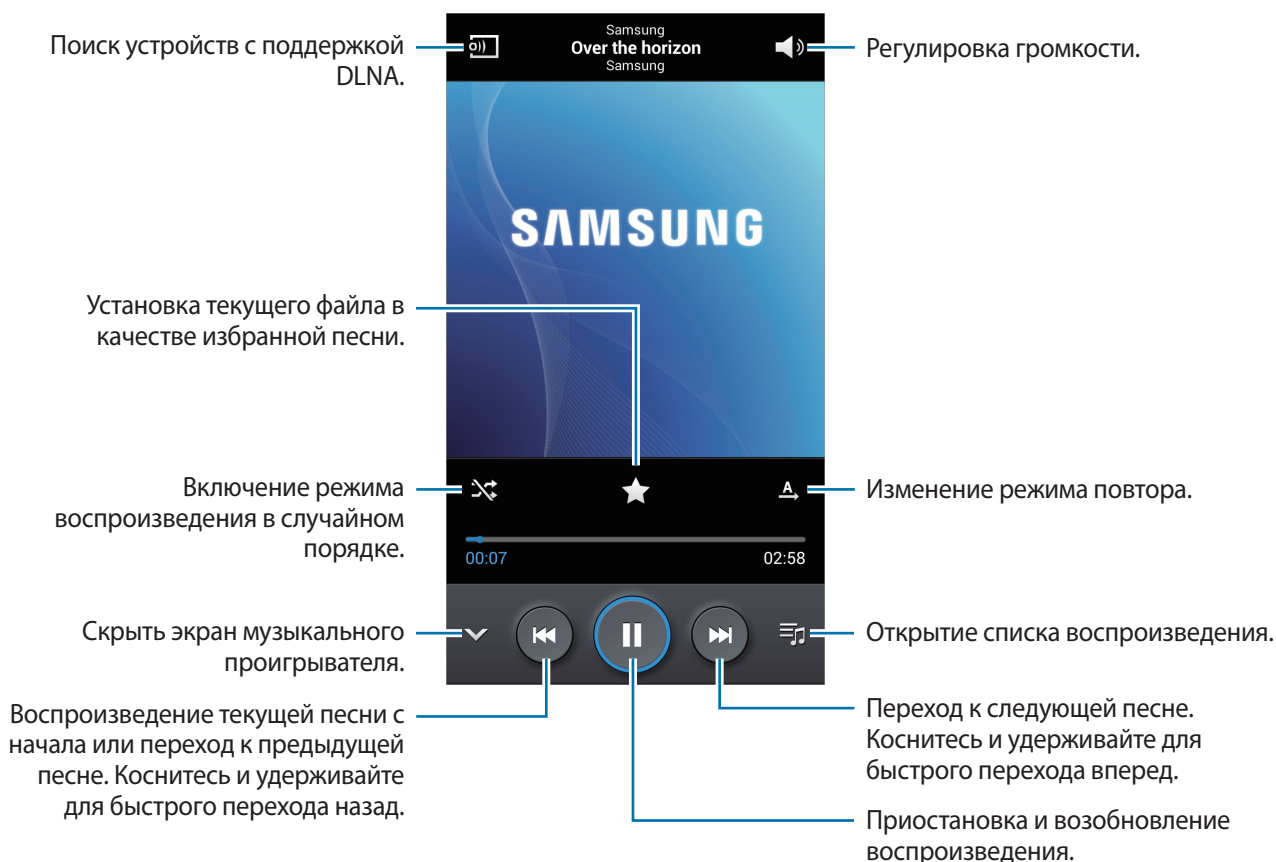 Поиск устройств с поддержкой
DLNA.
Samsung
Over the horizon
Samsung
Регулировка громкости.
SAMSUNG
Установка текущего файла в
качестве избранной песни.
Включение режима
воспроизведения в случайном
порядке.
A
Изменение режима повтора.
00:07
02:58
Скрыть экран музыкального
проигрывателя.
Открытие списка воспроизведения.
Воспроизведение текущей песни с
начала или переход к предыдущей
песне. Коснитесь и удерживайте
для быстрого перехода назад.
Переход к следующей песне.
Коснитесь и удерживайте для
быстрого перехода вперед.
Приостановка и возобновление
воспроизведения.